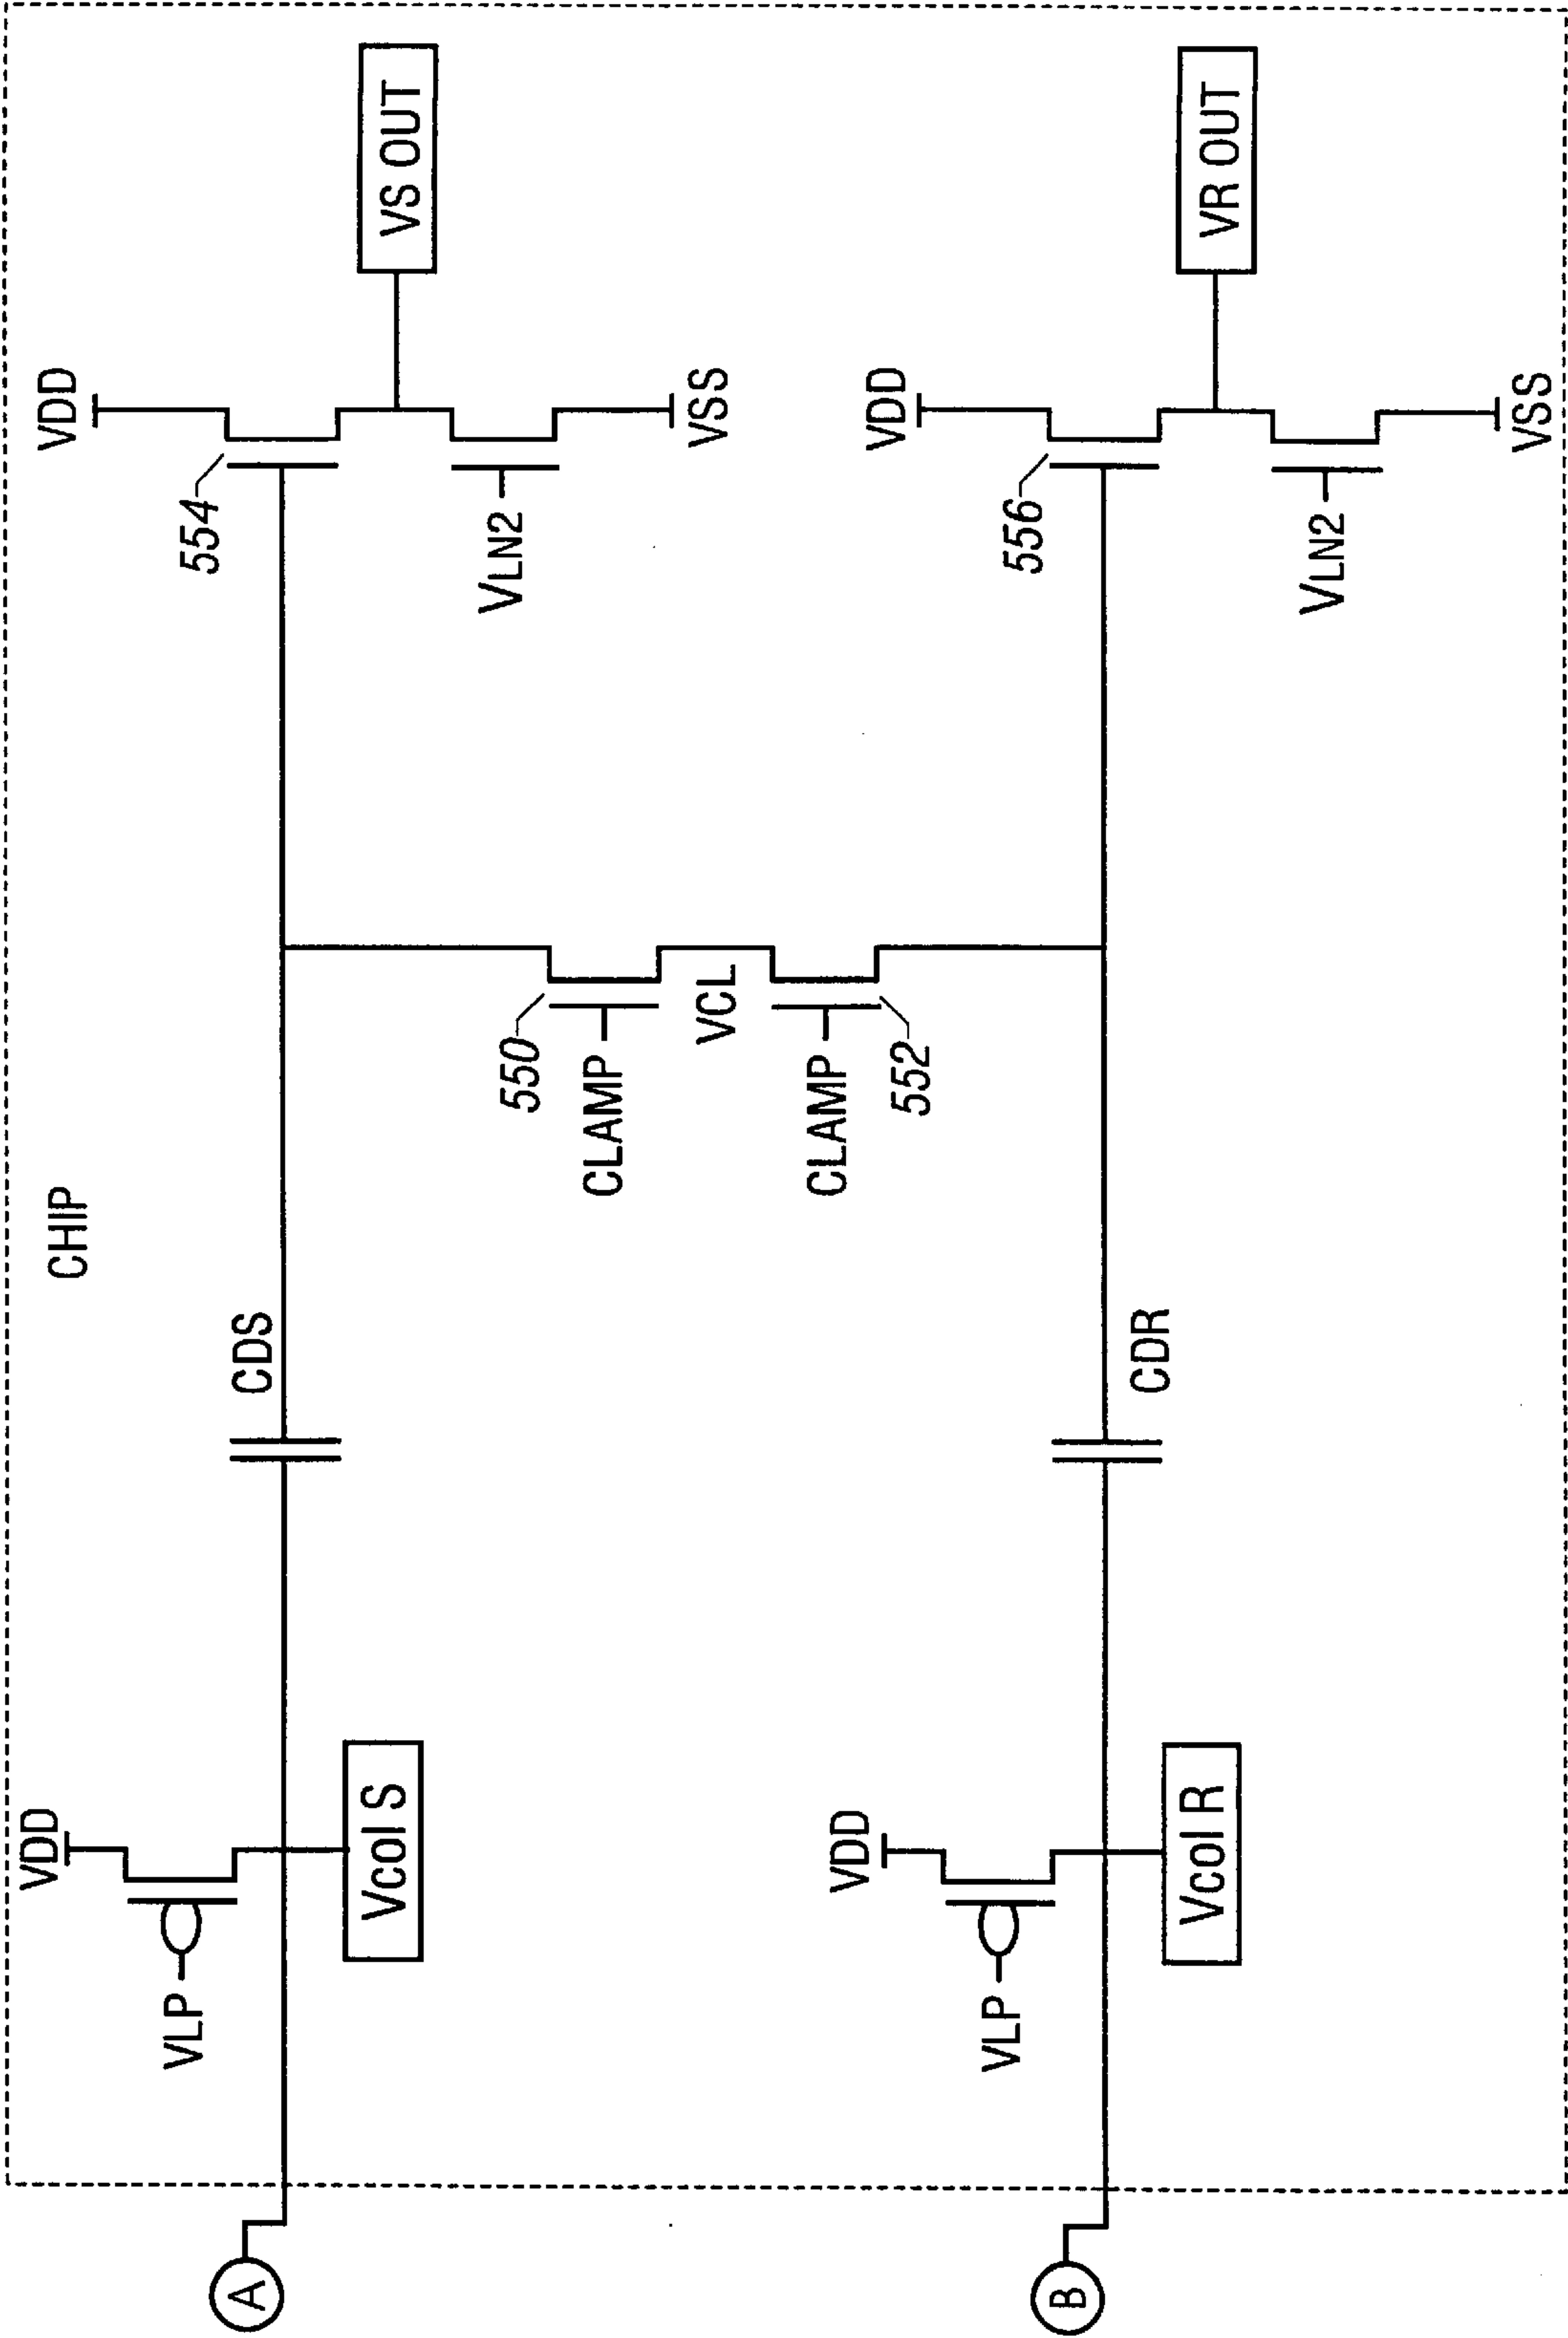 CHIP
VDD
VLP
Vcol S
A
CDS
VDD
554
VLN2
VSS
VS OUT
550
CLAMP
VCL
CLAMP
552
VDD
VLP
Vcol R
B
CDR
VDD
556
VLN2
VSS
VR OUT